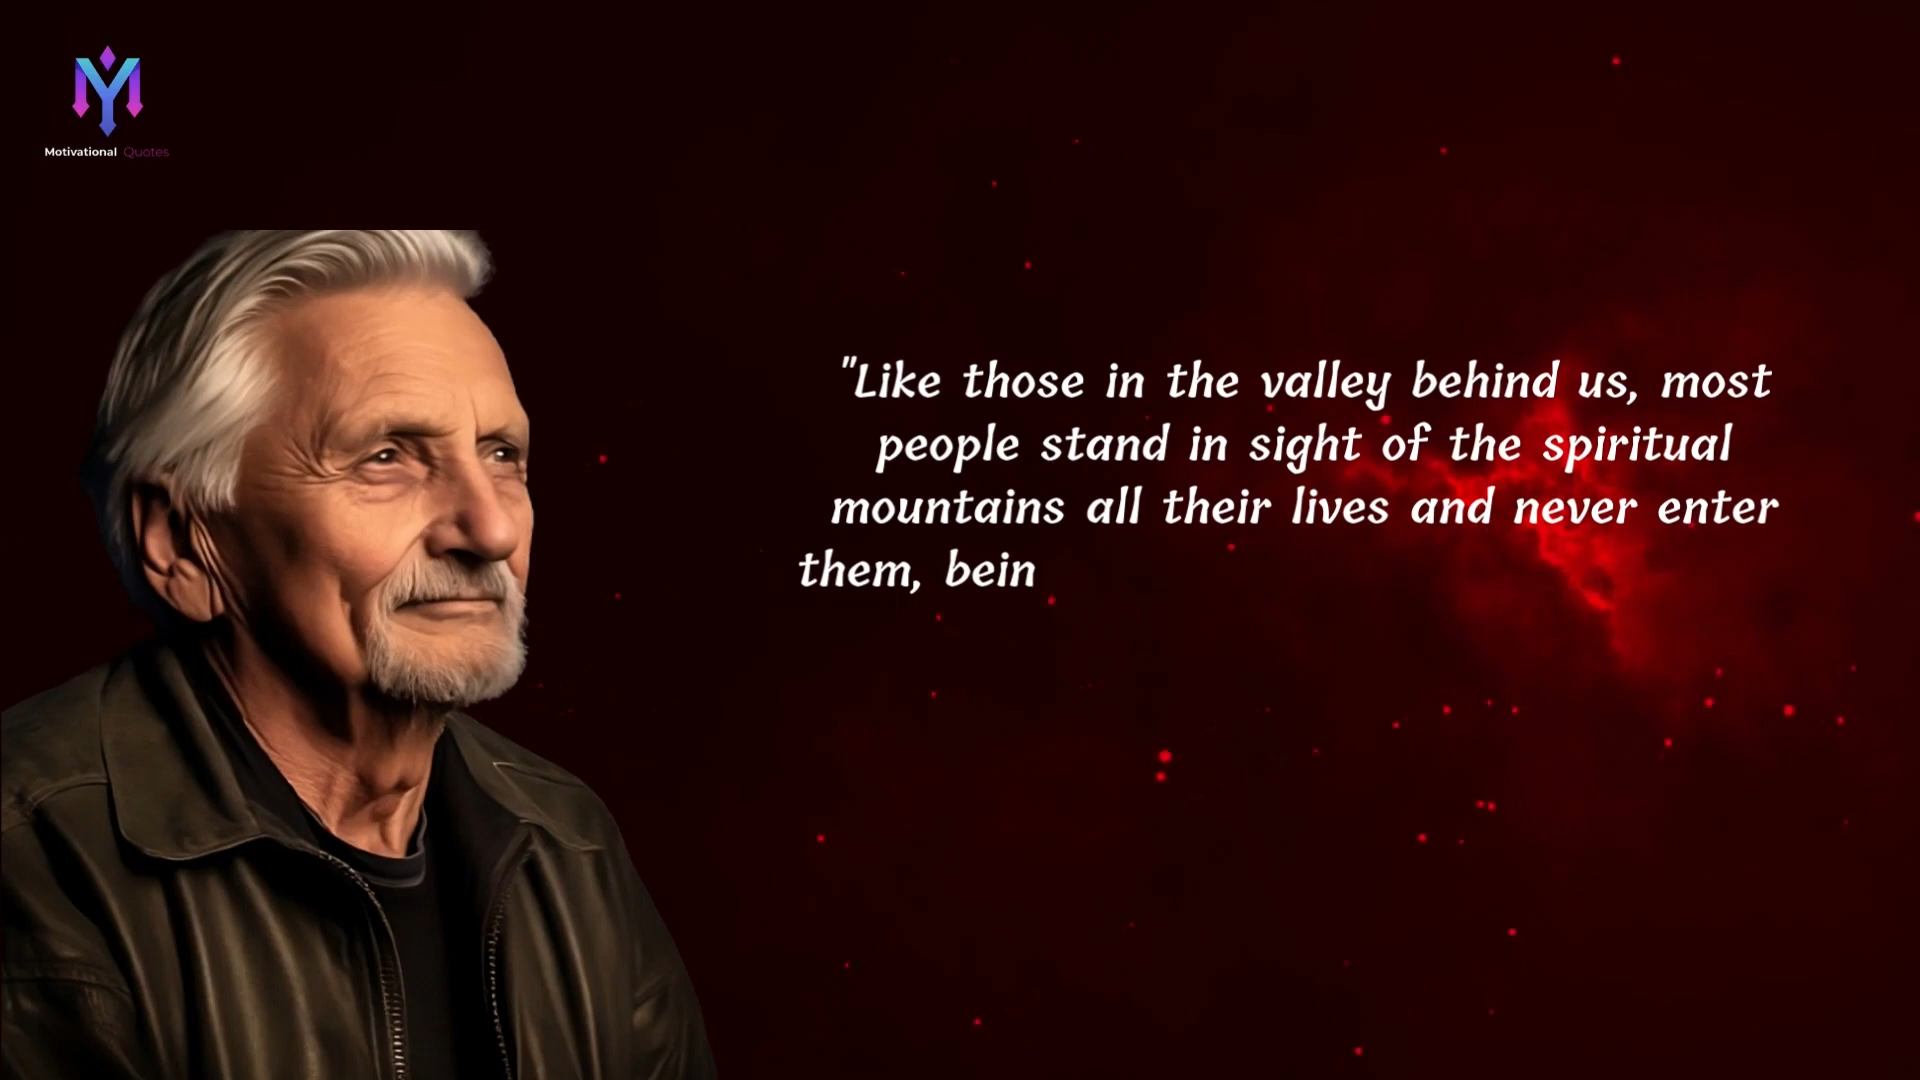 Motivational Quotes
"Like those in the valley behind us, most
people stand in sight of the spiritual
mountains all their lives and never enter
them, bein